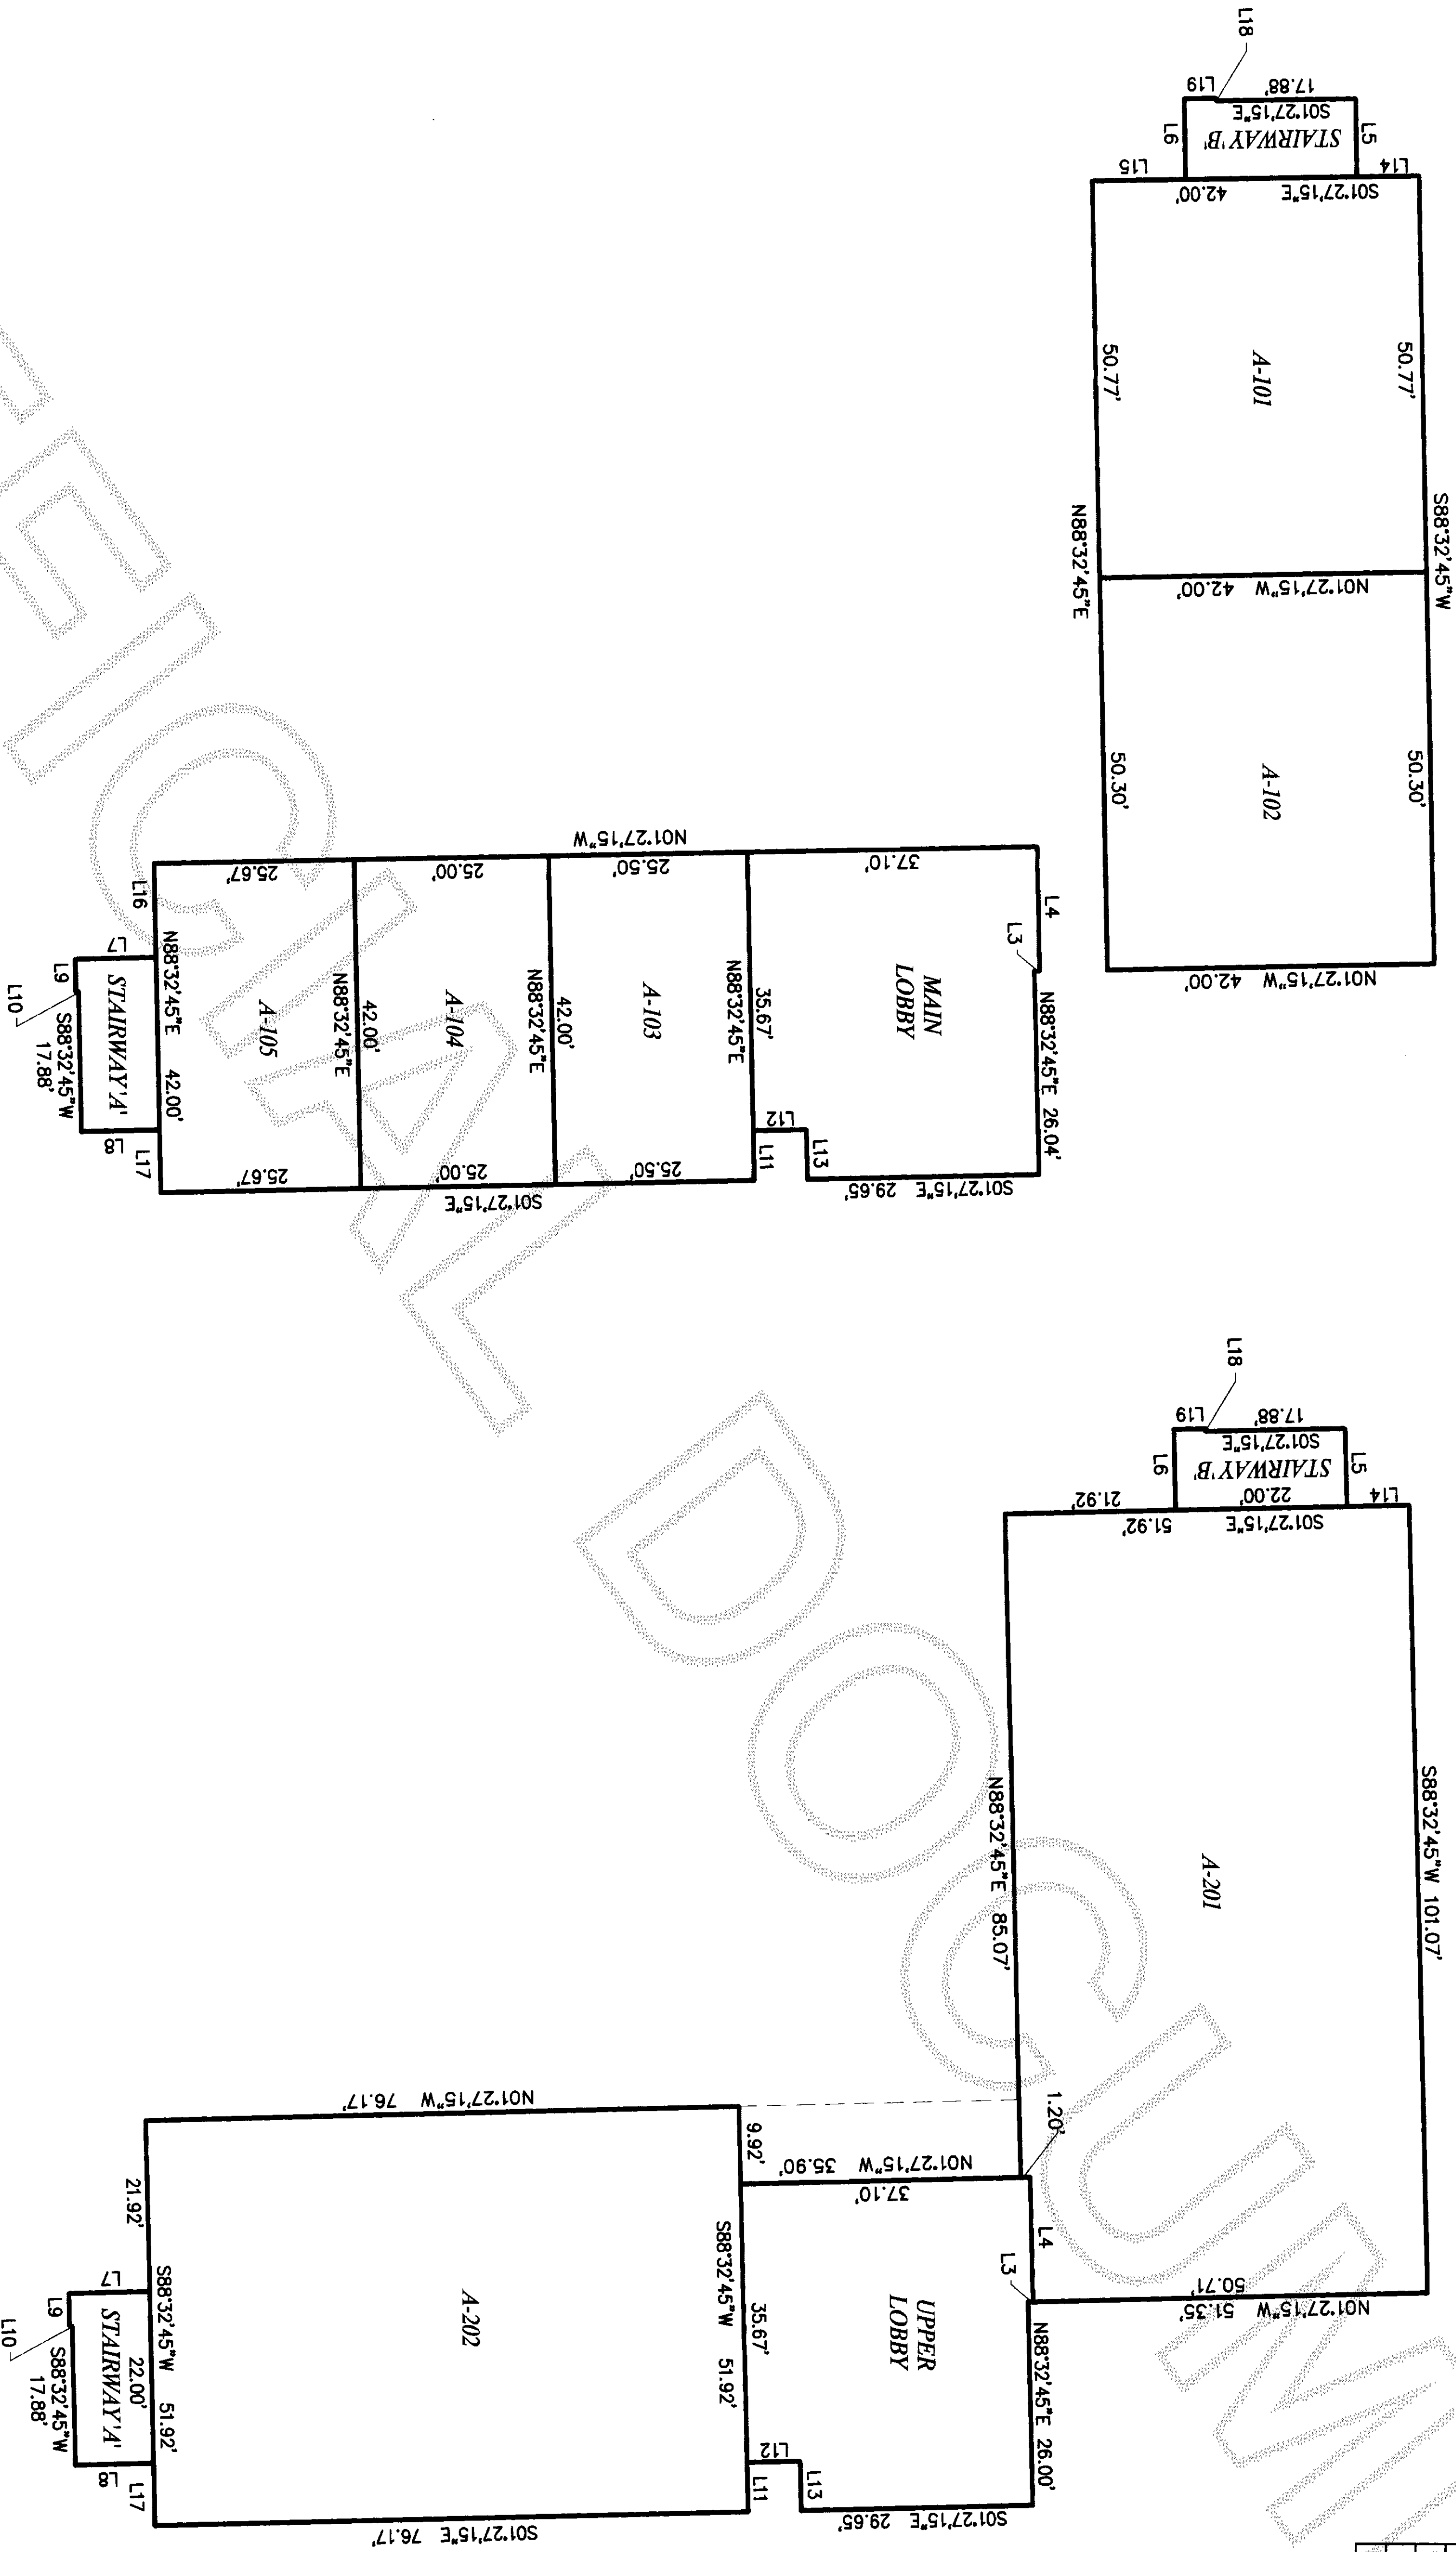 L18
L19
17.88'
S01°27'15"E
STAIRWAY 'B'
L5
L6
L14
L15
S01°27'15"E
42.00'
50.77'
A-101
50.77'
S88°32'45"W
N88°32'45"E
N01°27'15"W 42.00'
50.30'
A-102
50.30'
N01°27'15"W 42.00'
N01°27'15"W
37.10'
L4
L3
MAIN
LOBBY
N88°32'45"E 26.04'
S01°27'15"E 29.65'
L13
L12
L11
35.67'
N88°32'45"E
25.50'
A-103
25.50'
42.00'
N88°32'45"E
25.00'
A-104
25.00'
42.00'
N88°32'45"E
25.67'
A-105
25.67'
S01°27'15"E
L16
N88°32'45"E 42.00'
L17
L7
STAIRWAY 'A'
L8
L9
L10
S88°32'45"W
17.88'
L18
L19
17.88'
S01°27'15"E
STAIRWAY 'B'
L5
L6
22.00'
L14
21.92'
S01°27'15"E
51.92'
S88°32'45"W 101.07'
A-201
N88°32'45"E 85.07'
1.20'
50.71'
N01°27'15"W 51.35'
L4
L3
N88°32'45"E 26.00'
UPPER
LOBBY
N01°27'15"W 35.90'
37.10'
S01°27'15"E 29.65'
L13
L12
L11
9.92'
35.67'
S88°32'45"W 51.92'
N01°27'15"W 76.17'
A-202
S01°27'15"E 76.17'
21.92'
S88°32'45"W 51.92'
22.00'
L17
L7
STAIRWAY 'A'
L8
L9
L10
S88°32'45"W
17.88'